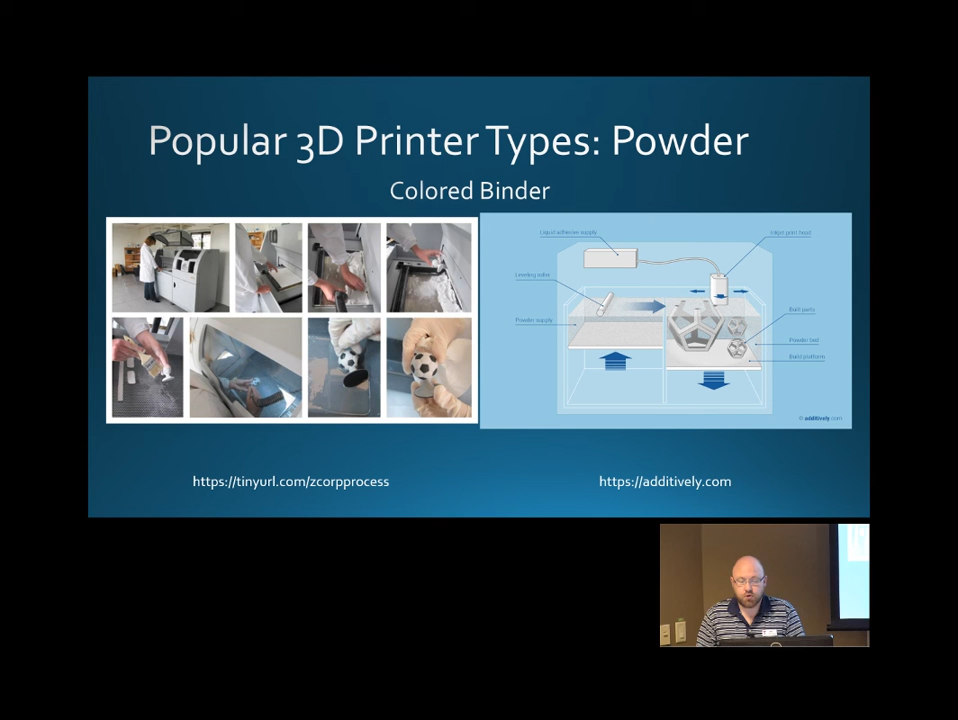 Popular 3D Printer Types: Powder
Colored Binder
Liquid adhesive supply
Inkjet print head
Leveling roller
Powder supply
Built parts
Powder bed
Build platform
© additively.com
https://tinyurl.com/zcorpprocess
https://additively.com